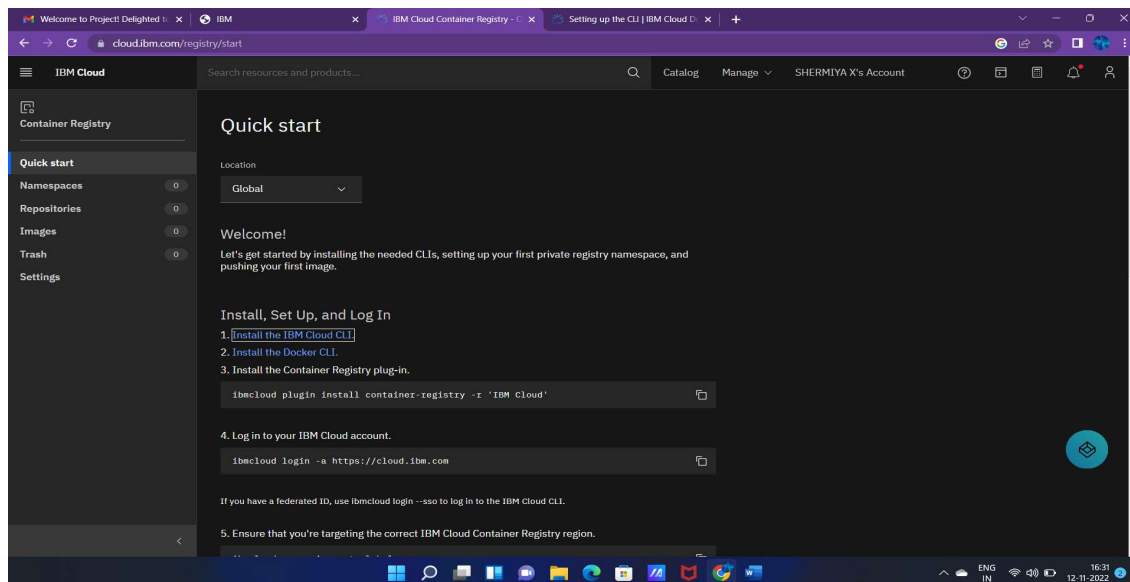 Welcome to Project! Delighted to
IBM
IBM Cloud Container Registry - C
Setting up the CLI | IBM Cloud Do
cloud.ibm.com/registry/start
IBM Cloud
Search resources and products...
Catalog
Manage
SHERMIYA X's Account
Container Registry
Quick start
Namespaces 0
Repositories 0
Images 0
Trash 0
Settings
Quick start
Location
Global
Welcome!
Let's get started by installing the needed CLIs, setting up your first private registry namespace, and
pushing your first image.
Install, Set Up, and Log In
1. Install the IBM Cloud CLI.
2. Install the Docker CLI.
3. Install the Container Registry plug-in.
ibmcloud plugin install container-registry -r 'IBM Cloud'
4. Log in to your IBM Cloud account.
ibmcloud login -a https://cloud.ibm.com
If you have a federated ID, use ibmcloud login --sso to log in to the IBM Cloud CLI.
5. Ensure that you're targeting the correct IBM Cloud Container Registry region.
ENG
IN
16:31
12-11-2022
2